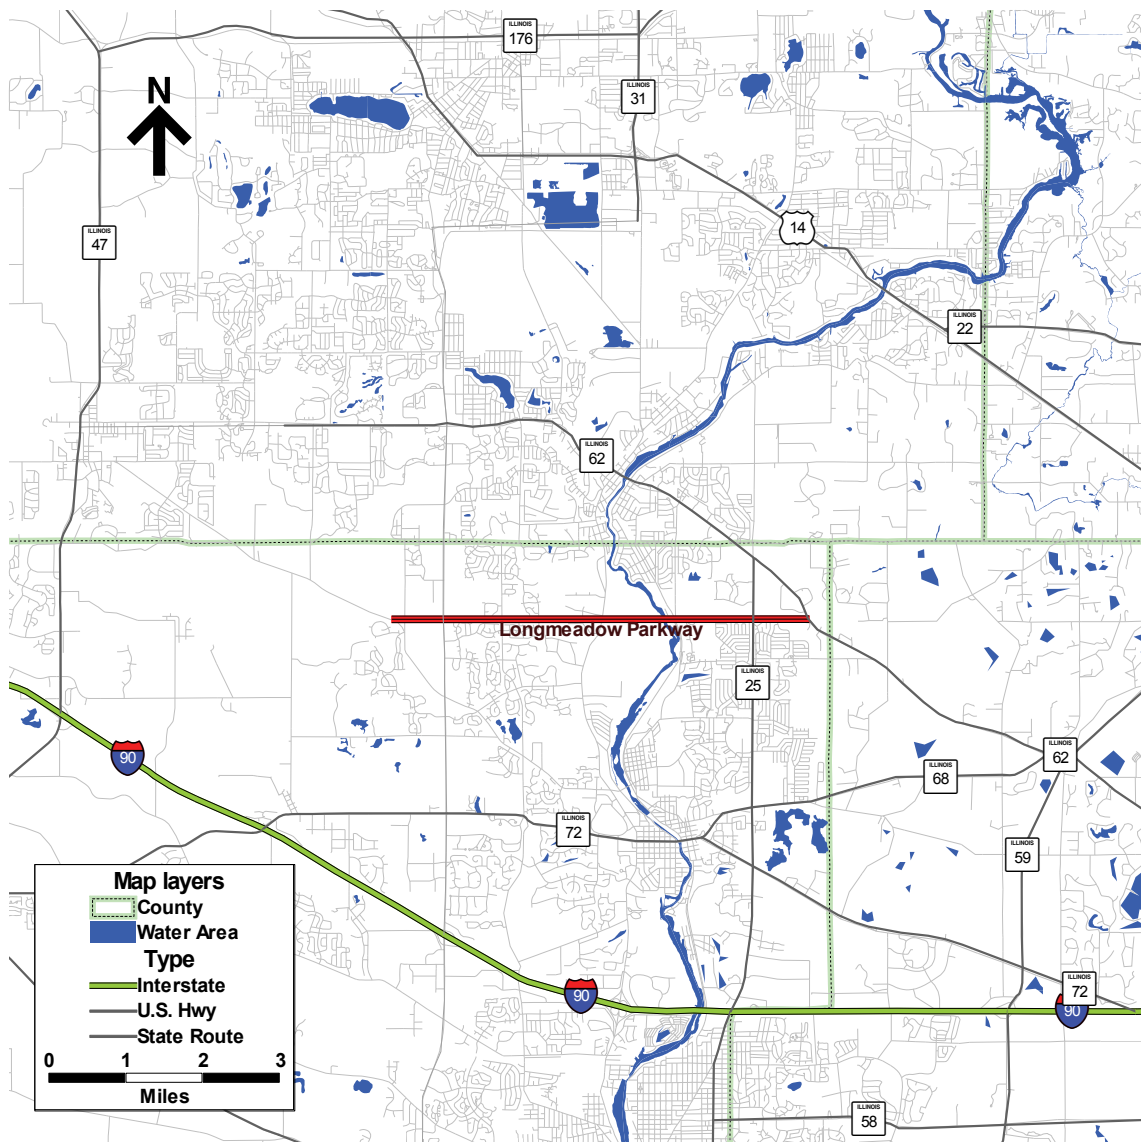 ILLINOIS
176
ILLINOIS
31
N
ILLINOIS
47
14
ILLINOIS
22
ILLINOIS
62
Longmeadow Parkway
ILLINOIS
25
90
ILLINOIS
62
ILLINOIS
68
ILLINOIS
72
ILLINOIS
59
Map layers
County
Water Area
Type
Interstate
U.S. Hwy
State Route
0 1 2 3
Miles
90
ILLINOIS
72
90
ILLINOIS
58